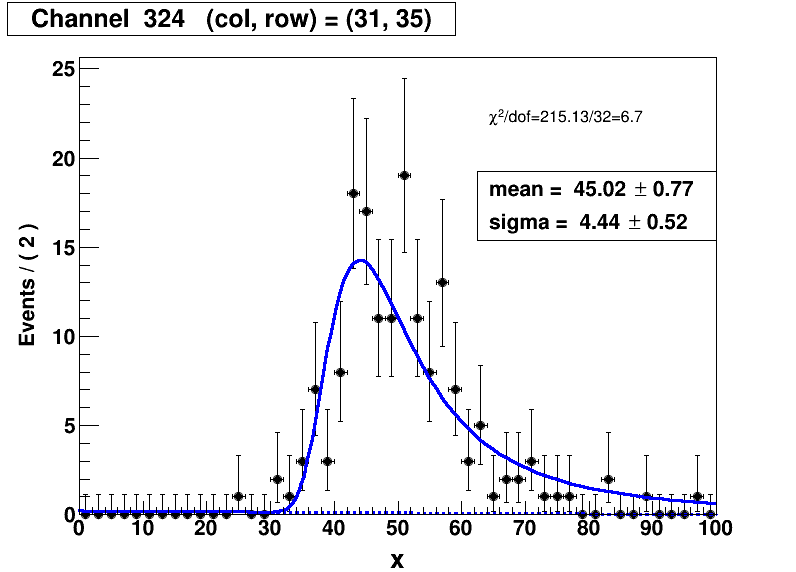 Channel 324 (col, row) = (31, 35)
χ²/dof=215.13/32=6.7
mean = 45.02 ± 0.77
sigma = 4.44 ± 0.52
Events / ( 2 )
25
20
15
10
5
0
0 10 20 30 40 50 60 70 80 90 100
x